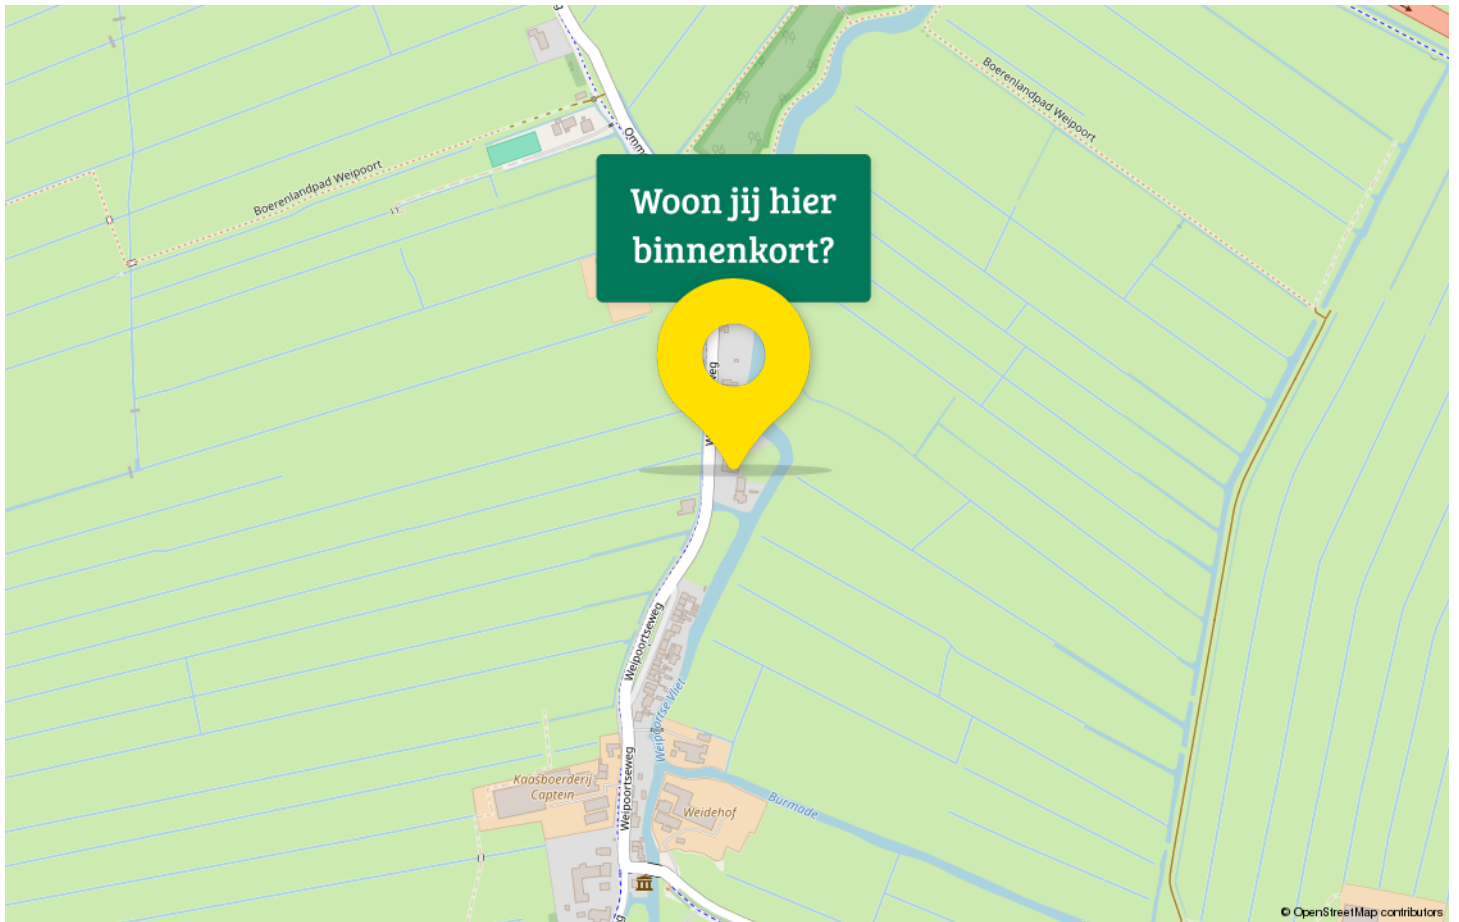 Boerenlandpad Weipoort
Boerenlandpad Weipoort
Woon jij hier
binnenkort?
Weipoortseweg
Weipoortse Vliet
Weipoortseweg
Kaasboerderij
Captein
Weidehof
Burmade
© OpenStreetMap contributors